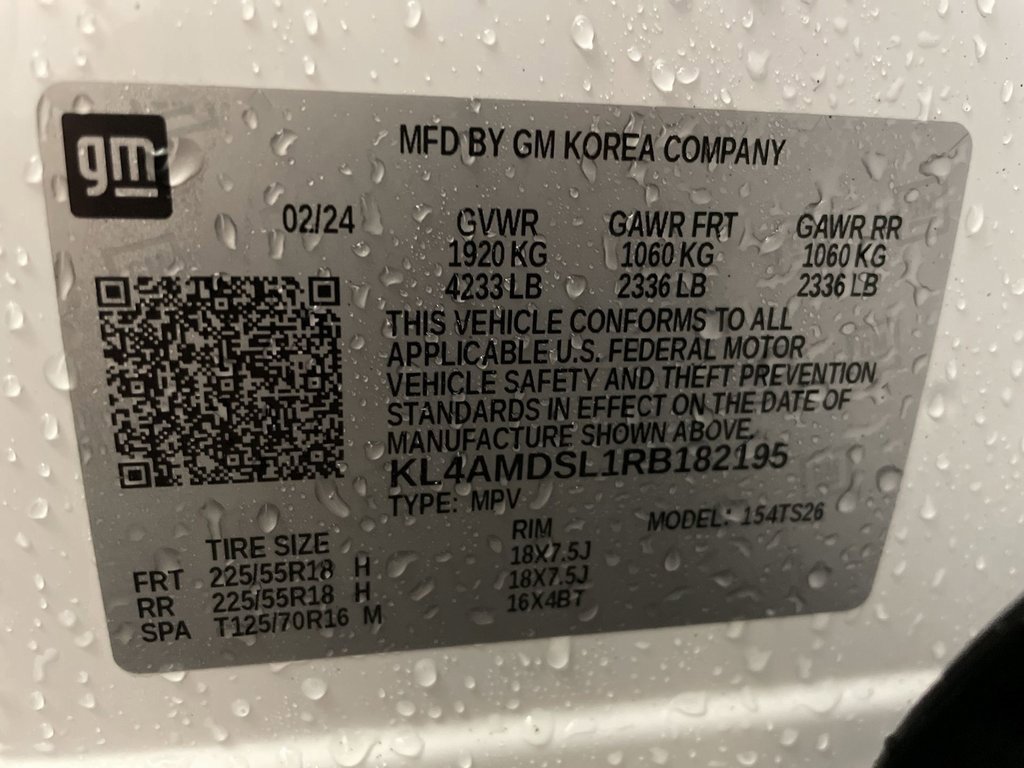 gm
MFD BY GM KOREA COMPANY
02/24
GVWR GAWR FRT GAWR RR
1920 KG 1060 KG 1060 KG
4233 LB 2336 LB 2336 LB
THIS VEHICLE CONFORMS TO ALL
APPLICABLE U.S. FEDERAL MOTOR
VEHICLE SAFETY AND THEFT PREVENTION
STANDARDS IN EFFECT ON THE DATE OF
MANUFACTURE SHOWN ABOVE.
KL4AMDSL1RB182195
TYPE: MPV MODEL: 154TS26
TIRE SIZE RIM
FRT 225/55R18 H 18X7.5J
RR 225/55R18 H 18X7.5J
SPA T125/70R16 M 16X4BT